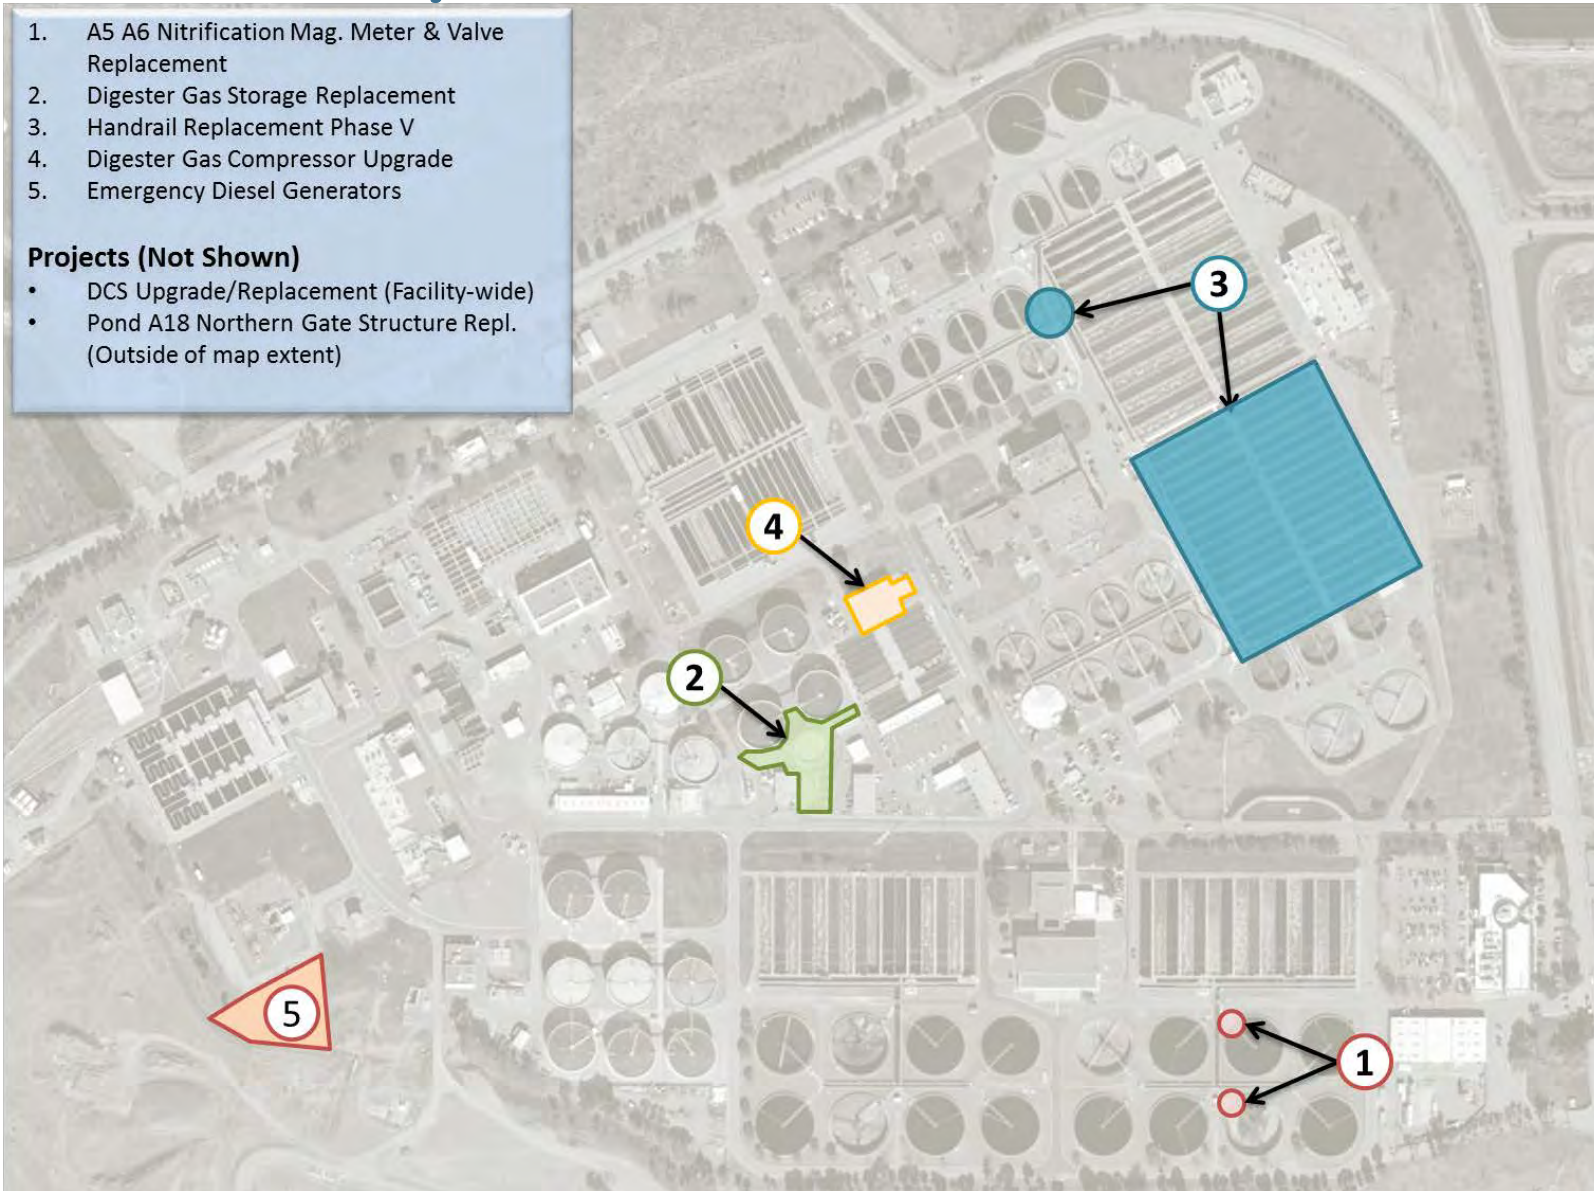 1. A5 A6 Nitrification Mag. Meter & Valve
Replacement
2. Digester Gas Storage Replacement
3. Handrail Replacement Phase V
4. Digester Gas Compressor Upgrade
5. Emergency Diesel Generators
Projects (Not Shown)
• DCS Upgrade/Replacement (Facility-wide)
• Pond A18 Northern Gate Structure Repl.
(Outside of map extent)
3
4
2
5
1